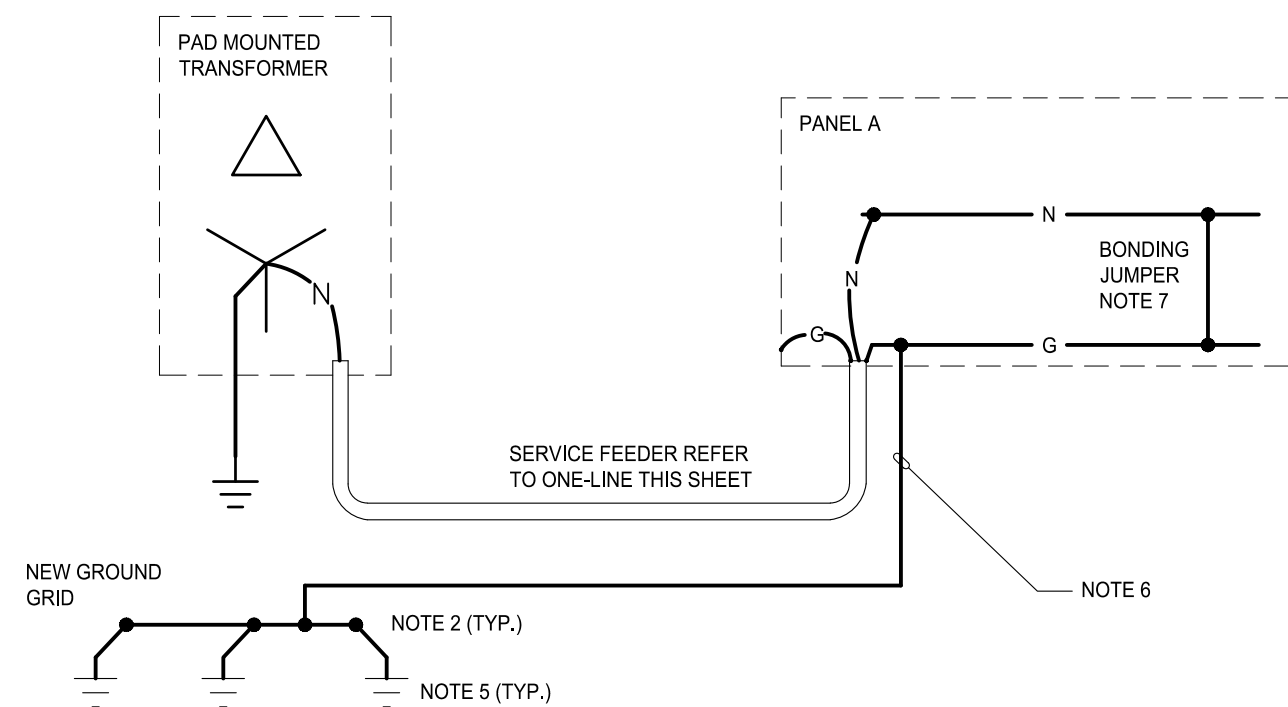 PAD MOUNTED
TRANSFORMER
PANEL A
N
BONDING
JUMPER
NOTE 7
N
N
G
G
SERVICE FEEDER REFER
TO ONE-LINE THIS SHEET
NEW GROUND
GRID
NOTE 6
NOTE 2 (TYP.)
NOTE 5 (TYP.)